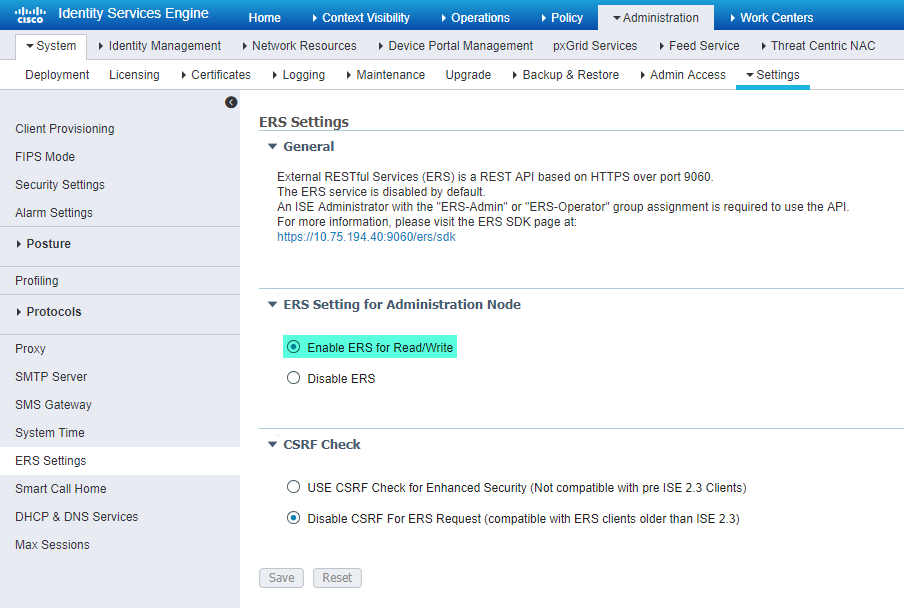 cisco
Identity Services Engine
Home
Context Visibility
Operations
Policy
Administration
Work Centers
System
Identity Management
Network Resources
Device Portal Management
pxGrid Services
Feed Service
Threat Centric NAC
Deployment
Licensing
Certificates
Logging
Maintenance
Upgrade
Backup & Restore
Admin Access
Settings
Client Provisioning
FIPS Mode
Security Settings
Alarm Settings
Posture
Profiling
Protocols
Proxy
SMTP Server
SMS Gateway
System Time
ERS Settings
Smart Call Home
DHCP & DNS Services
Max Sessions
ERS Settings
General
External RESTful Services (ERS) is a REST API based on HTTPS over port 9060.
The ERS service is disabled by default.
An ISE Administrator with the "ERS-Admin" or "ERS-Operator" group assignment is required to use the API.
For more information, please visit the ERS SDK page at:
https://10.75.194.40:9060/ers/sdk
ERS Setting for Administration Node
Enable ERS for Read/Write
Disable ERS
CSRF Check
USE CSRF Check for Enhanced Security (Not compatible with pre ISE 2.3 Clients)
Disable CSRF For ERS Request (compatible with ERS clients older than ISE 2.3)
Save
Reset